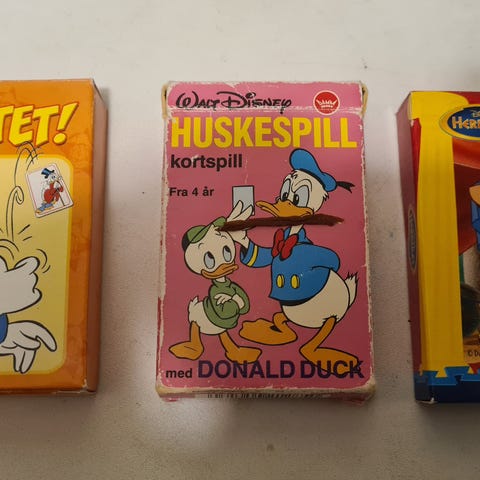 TET!
Walt Disney
HUSKESPILL
kortspill
Fra 4 år
med DONALD DUCK
HER
© D